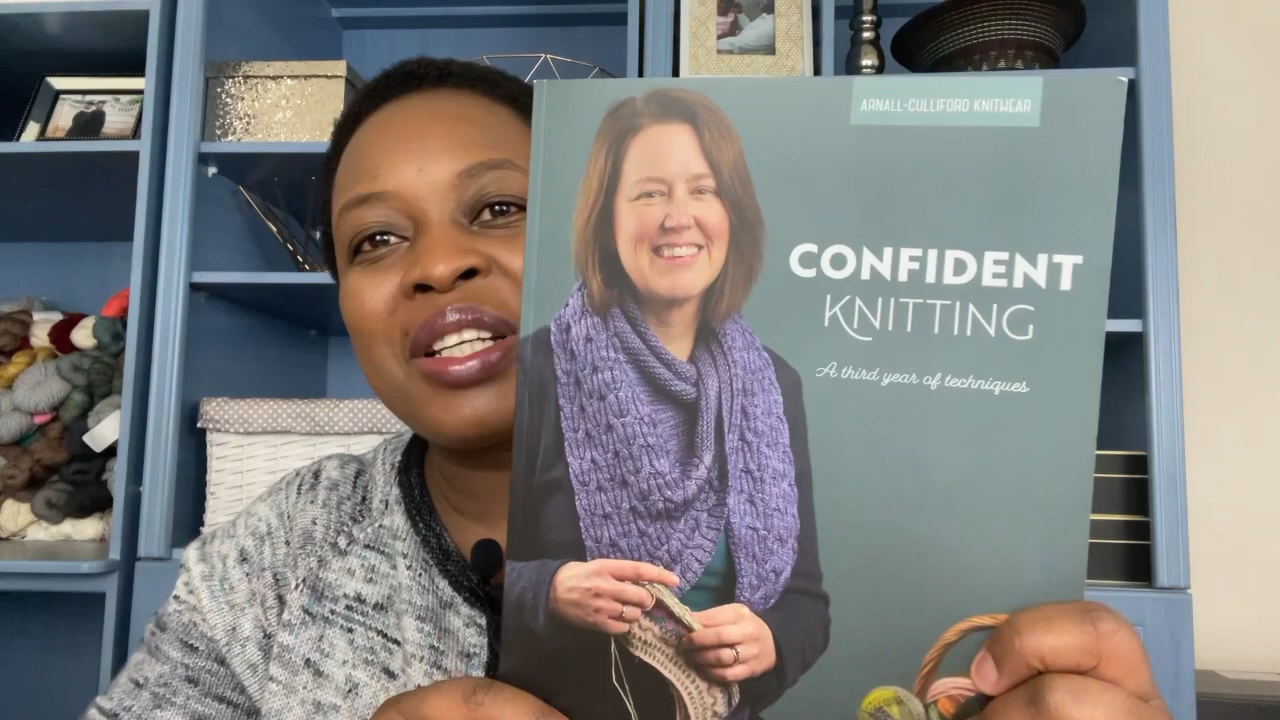 ARNALL-CULLIFORD KNITWEAR
CONFIDENT
KNITTING
A third year of techniques